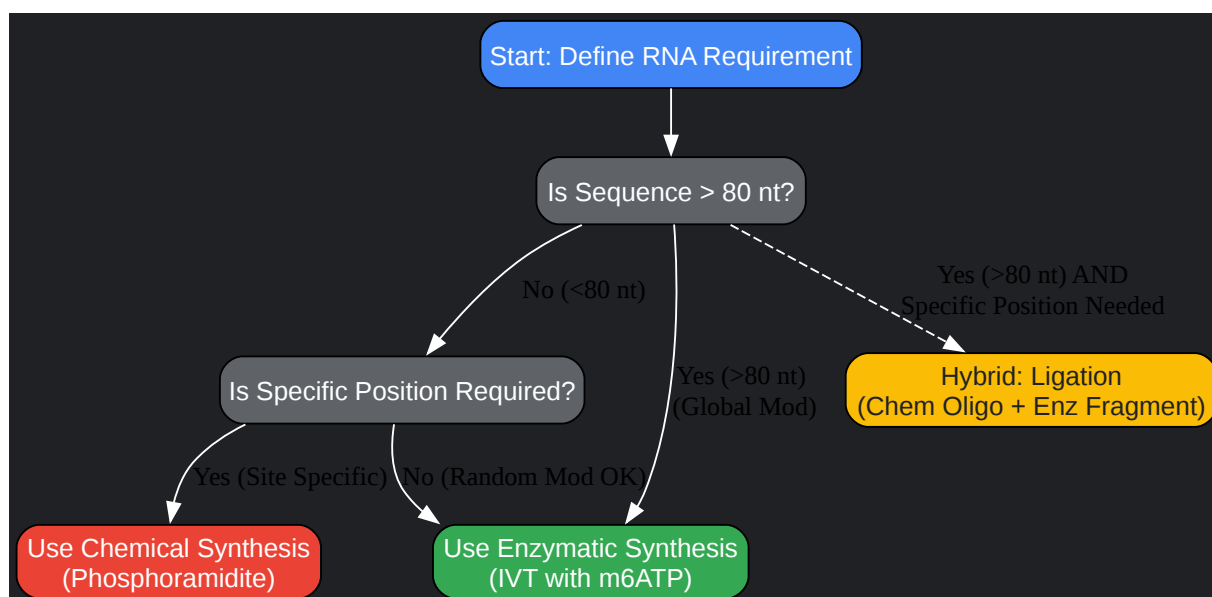 Start: Define RNA Requirement
Is Sequence > 80 nt?
No (<80 nt)
Yes (>80 nt) AND
Specific Position Needed
Is Specific Position Required?
Yes (>80 nt)
(Global Mod)
Hybrid: Ligation
(Chem Oligo + Enz Fragment)
Yes (Site Specific)
No (Random Mod OK)
Use Chemical Synthesis
(Phosphoramidite)
Use Enzymatic Synthesis
(IVT with m6ATP)